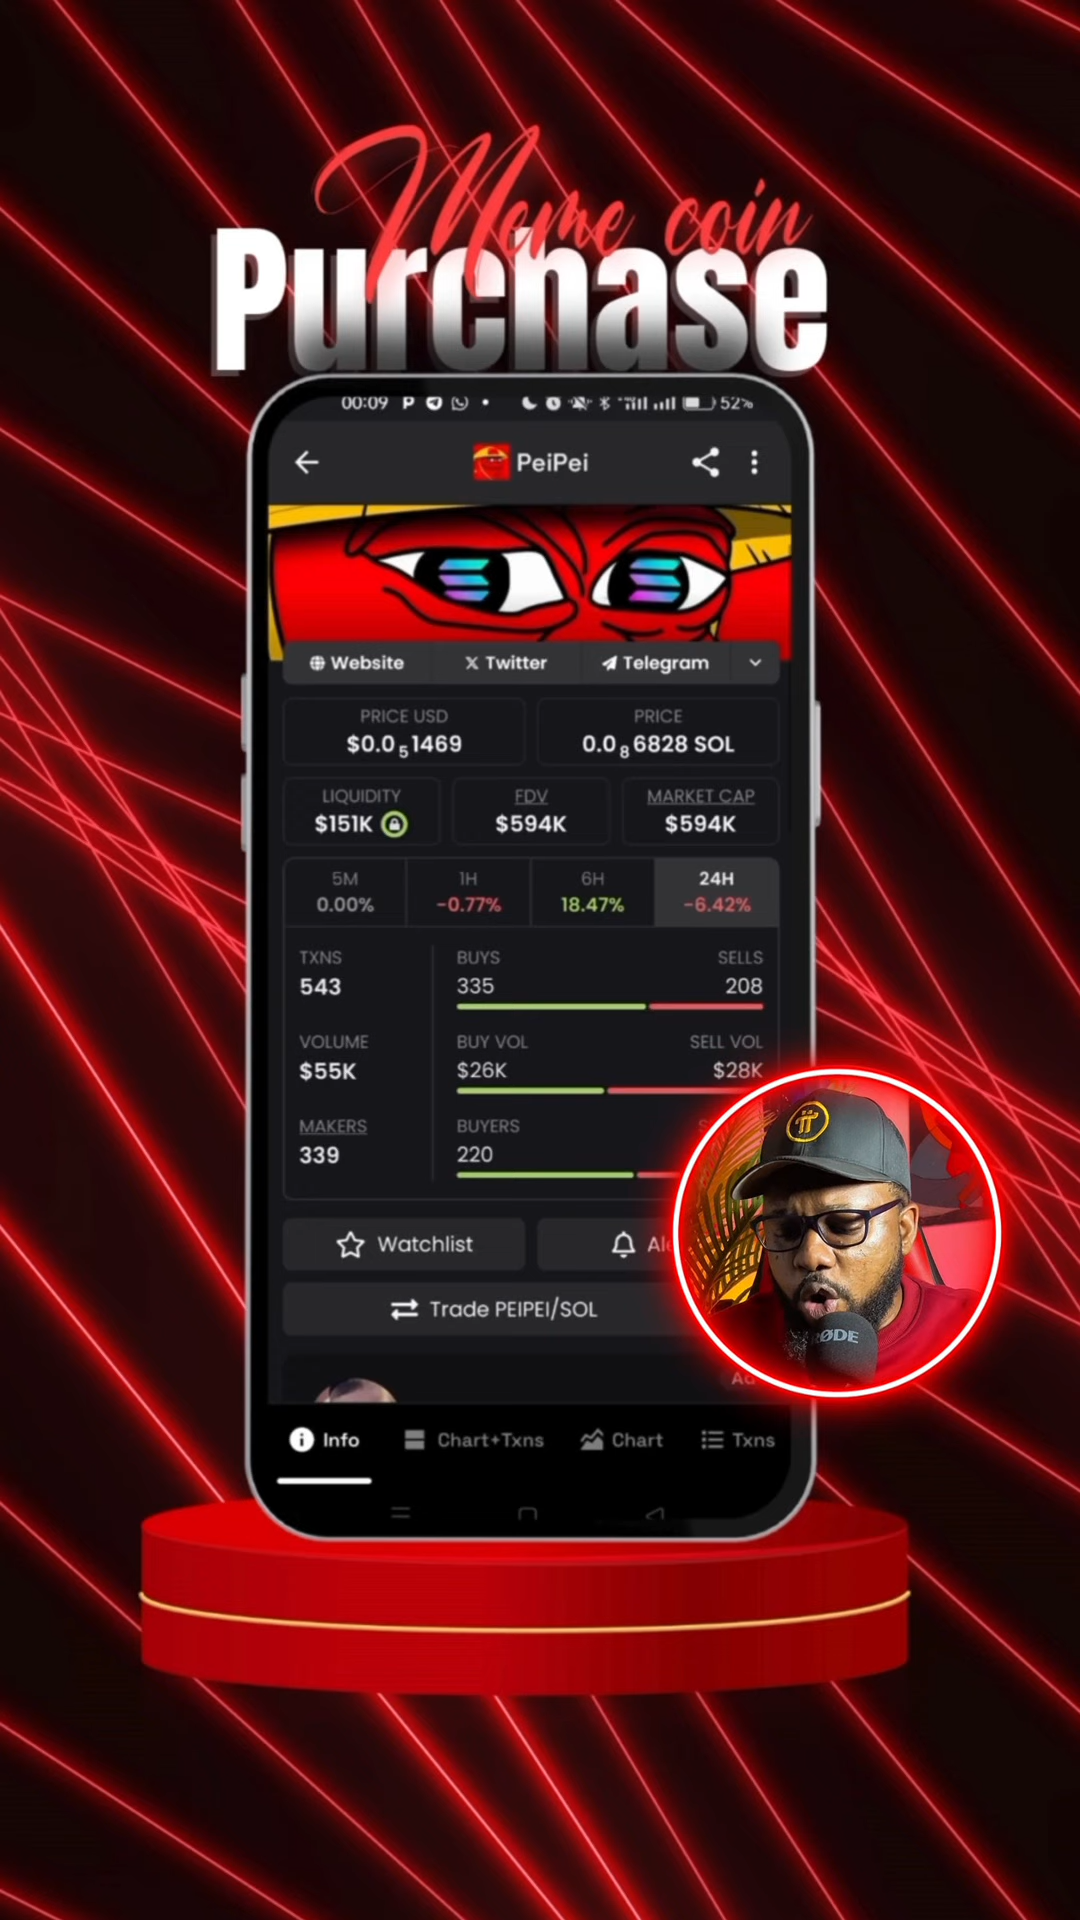 Meme coin
Purchase
00:09 P 52%
PeiPei
Website Twitter Telegram
PRICE USD PRICE
$0.0₅1469 0.0₈6828 SOL
LIQUIDITY FDV MARKET CAP
$151K $594K $594K
5M 1H 6H 24H
0.00% -0.77% 18.47% -6.42%
TXNS BUYS SELLS
543 335 208
VOLUME BUY VOL SELL VOL
$55K $26K $28K
MAKERS BUYERS
339 220
Watchlist
Trade PEIPEI/SOL
RØDE
Ad
Info Chart+Txns Chart Txns